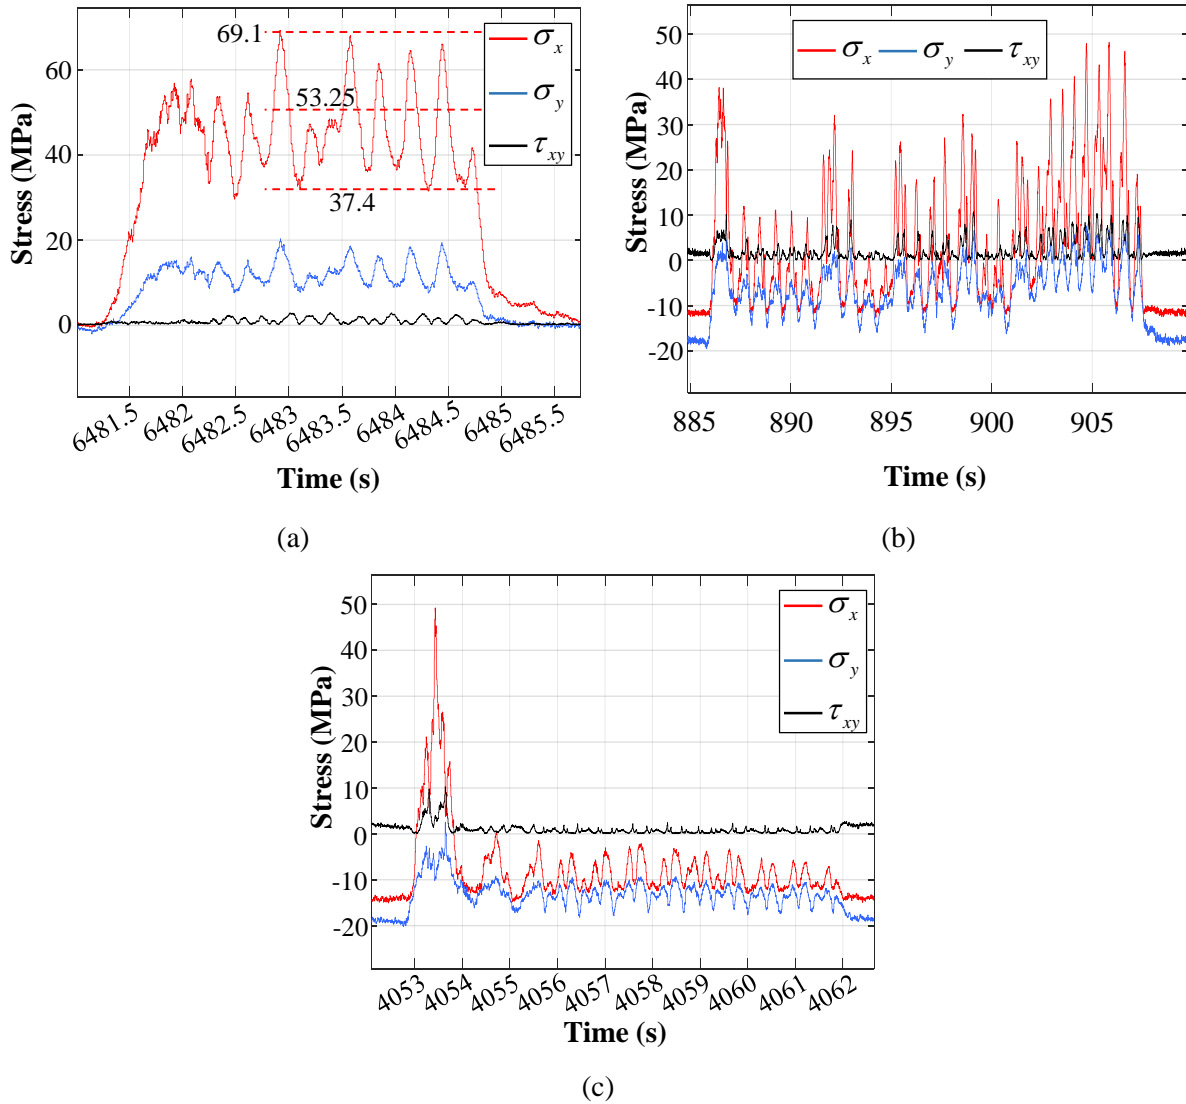 69.1
53.25
37.4
σx
σy
τxy
Stress (MPa)
60
40
20
0
6481.5 6482 6482.5 6483 6483.5 6484 6484.5 6485 6485.5
Time (s)
(a)
σx σy τxy
Stress (MPa)
50
40
30
20
10
0
-10
-20
885 890 895 900 905
Time (s)
(b)
σx
σy
τxy
Stress (MPa)
50
40
30
20
10
0
-10
-20
4053 4054 4055 4056 4057 4058 4059 4060 4061 4062
Time (s)
(c)